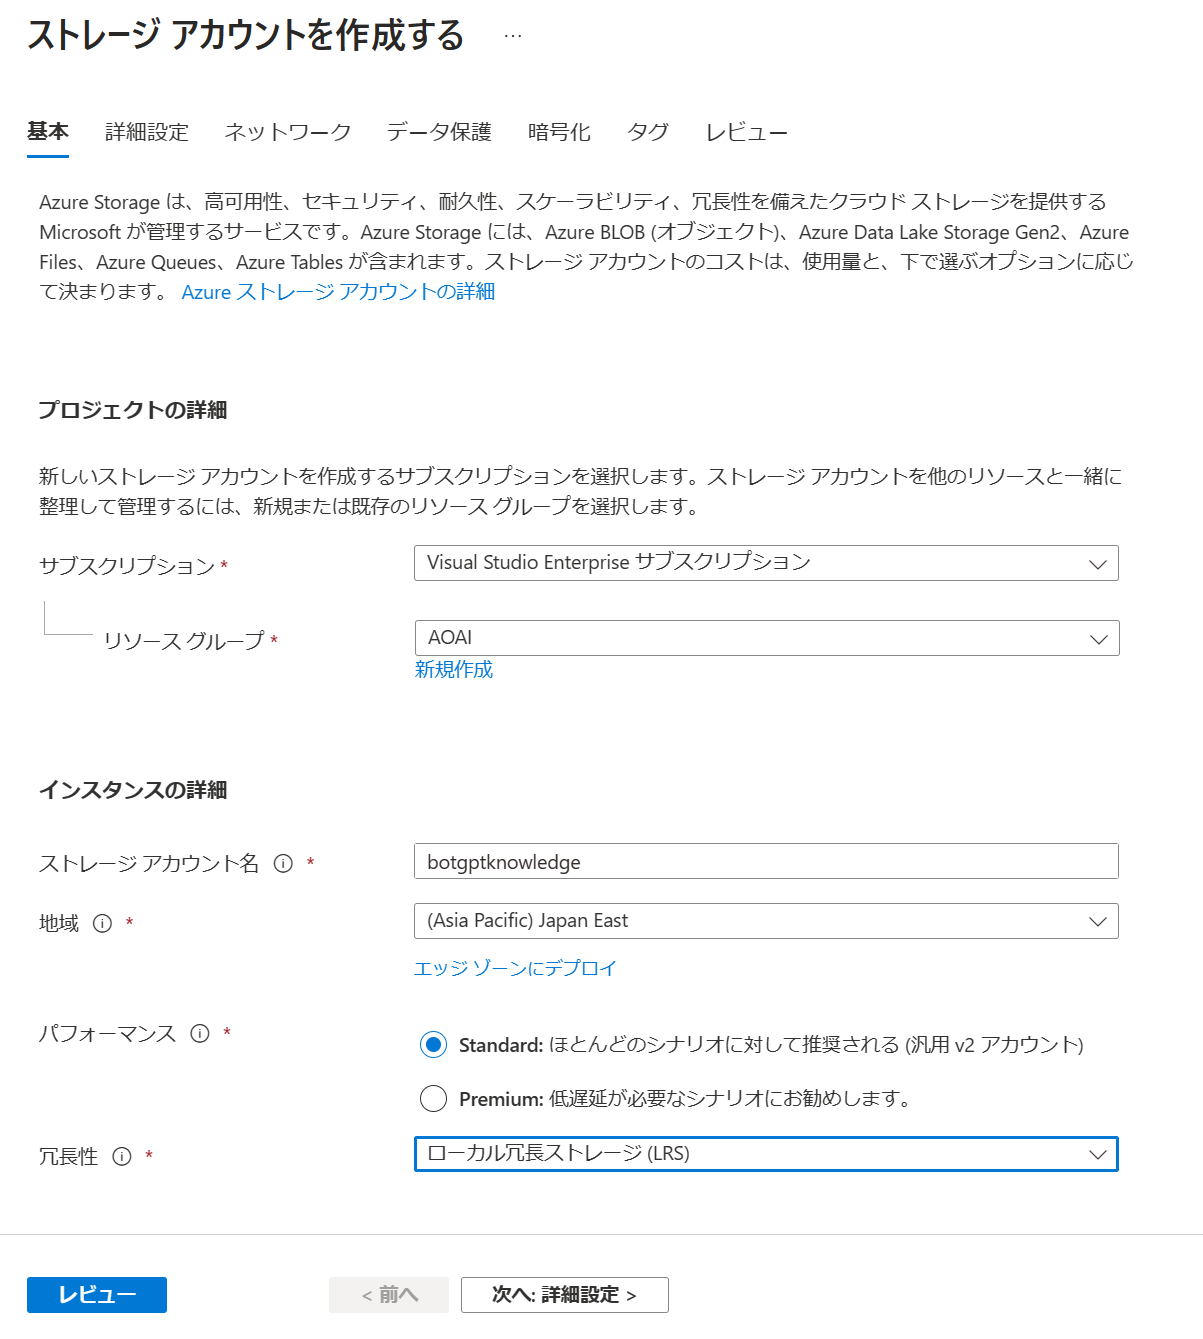 ストレージ アカウントを作成する …
基本 詳細設定 ネットワーク データ保護 暗号化 タグ レビュー
Azure Storage は、高可用性、セキュリティ、耐久性、スケーラビリティ、冗長性を備えたクラウド ストレージを提供する
Microsoft が管理するサービスです。Azure Storage には、Azure BLOB (オブジェクト)、Azure Data Lake Storage Gen2、Azure
Files、Azure Queues、Azure Tables が含まれます。ストレージ アカウントのコストは、使用量と、下で選ぶオプションに応じ
て決まります。 Azure ストレージ アカウントの詳細
プロジェクトの詳細
新しいストレージ アカウントを作成するサブスクリプションを選択します。ストレージ アカウントを他のリソースと一緒に
整理して管理するには、新規または既存のリソース グループを選択します。
サブスクリプション * Visual Studio Enterprise サブスクリプション
リソース グループ * AOAI
新規作成
インスタンスの詳細
ストレージ アカウント名 * botgptknowledge
地域 * (Asia Pacific) Japan East
エッジ ゾーンにデプロイ
パフォーマンス * Standard: ほとんどのシナリオに対して推奨される (汎用 v2 アカウント)
Premium: 低遅延が必要なシナリオにお勧めします。
冗長性 * ローカル冗長ストレージ (LRS)
レビュー < 前へ 次へ: 詳細設定 >